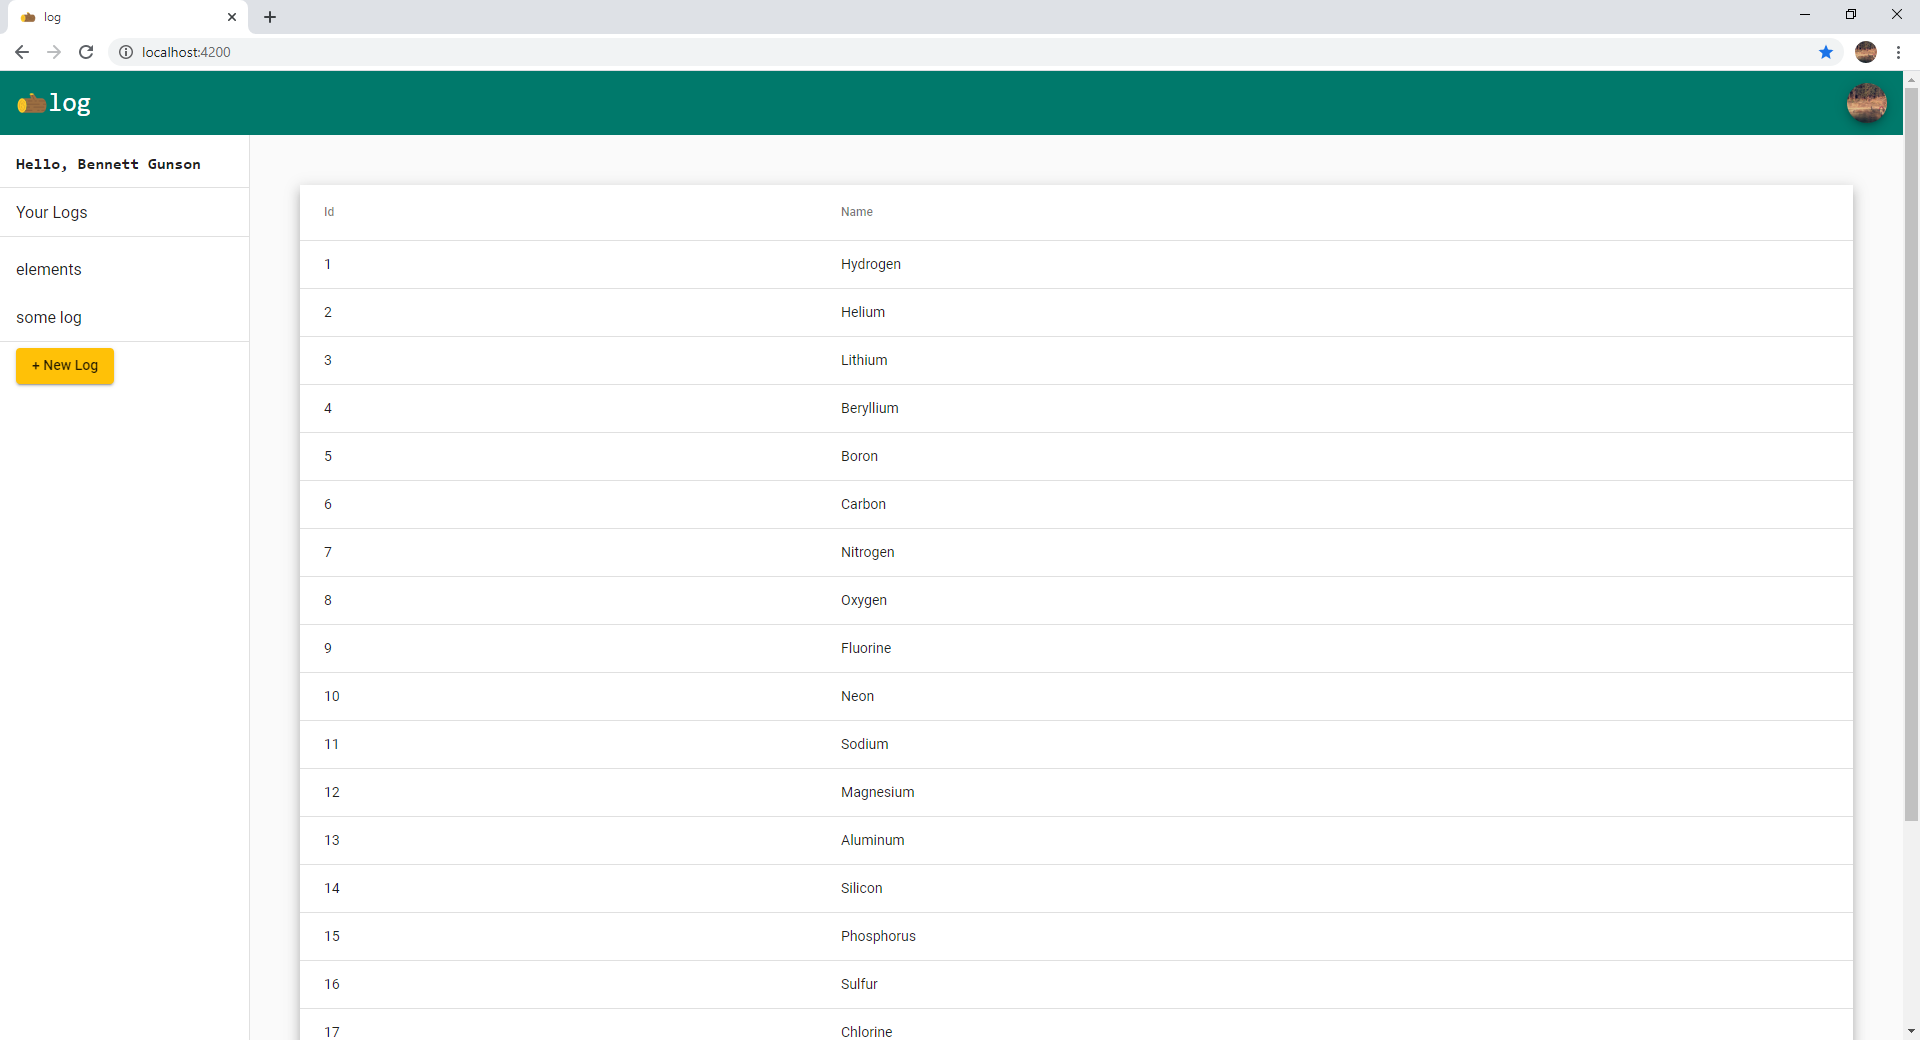 log
localhost:4200
log
Hello, Bennett Gunson
Your Logs
elements
some log
+ New Log
Id Name
1 Hydrogen
2 Helium
3 Lithium
4 Beryllium
5 Boron
6 Carbon
7 Nitrogen
8 Oxygen
9 Fluorine
10 Neon
11 Sodium
12 Magnesium
13 Aluminum
14 Silicon
15 Phosphorus
16 Sulfur
17 Chlorine